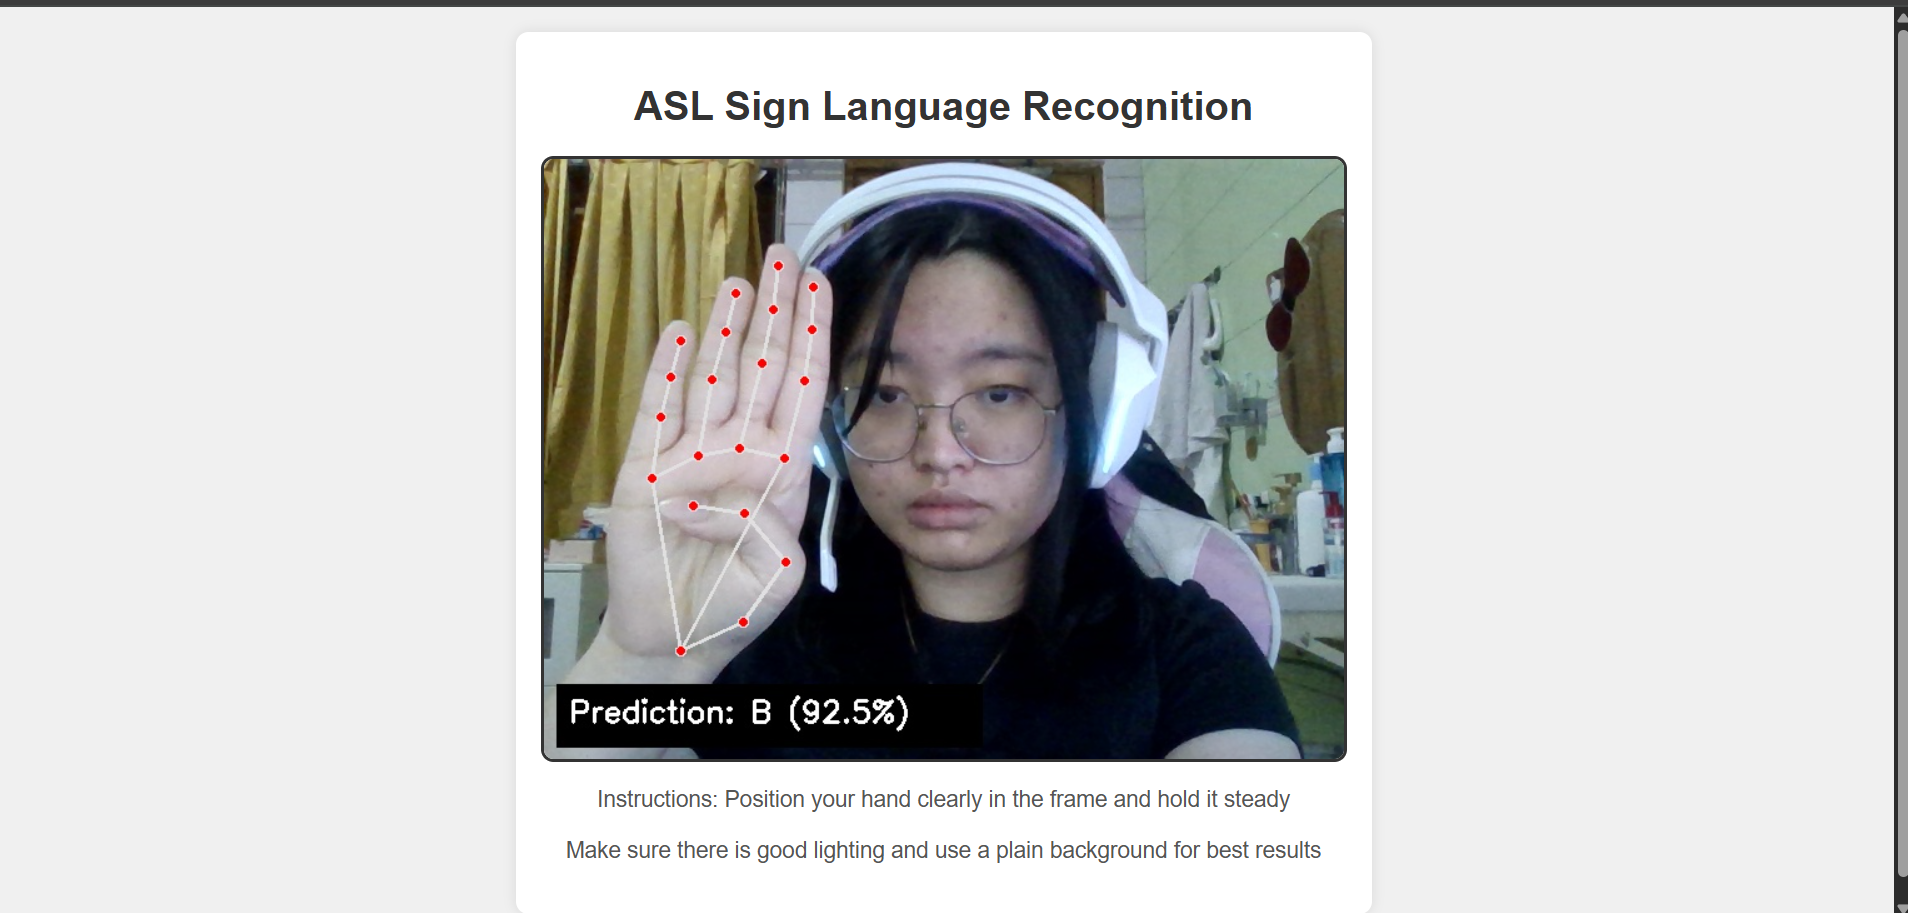 ASL Sign Language Recognition
Prediction: B (92.5%)
Instructions: Position your hand clearly in the frame and hold it steady
Make sure there is good lighting and use a plain background for best results